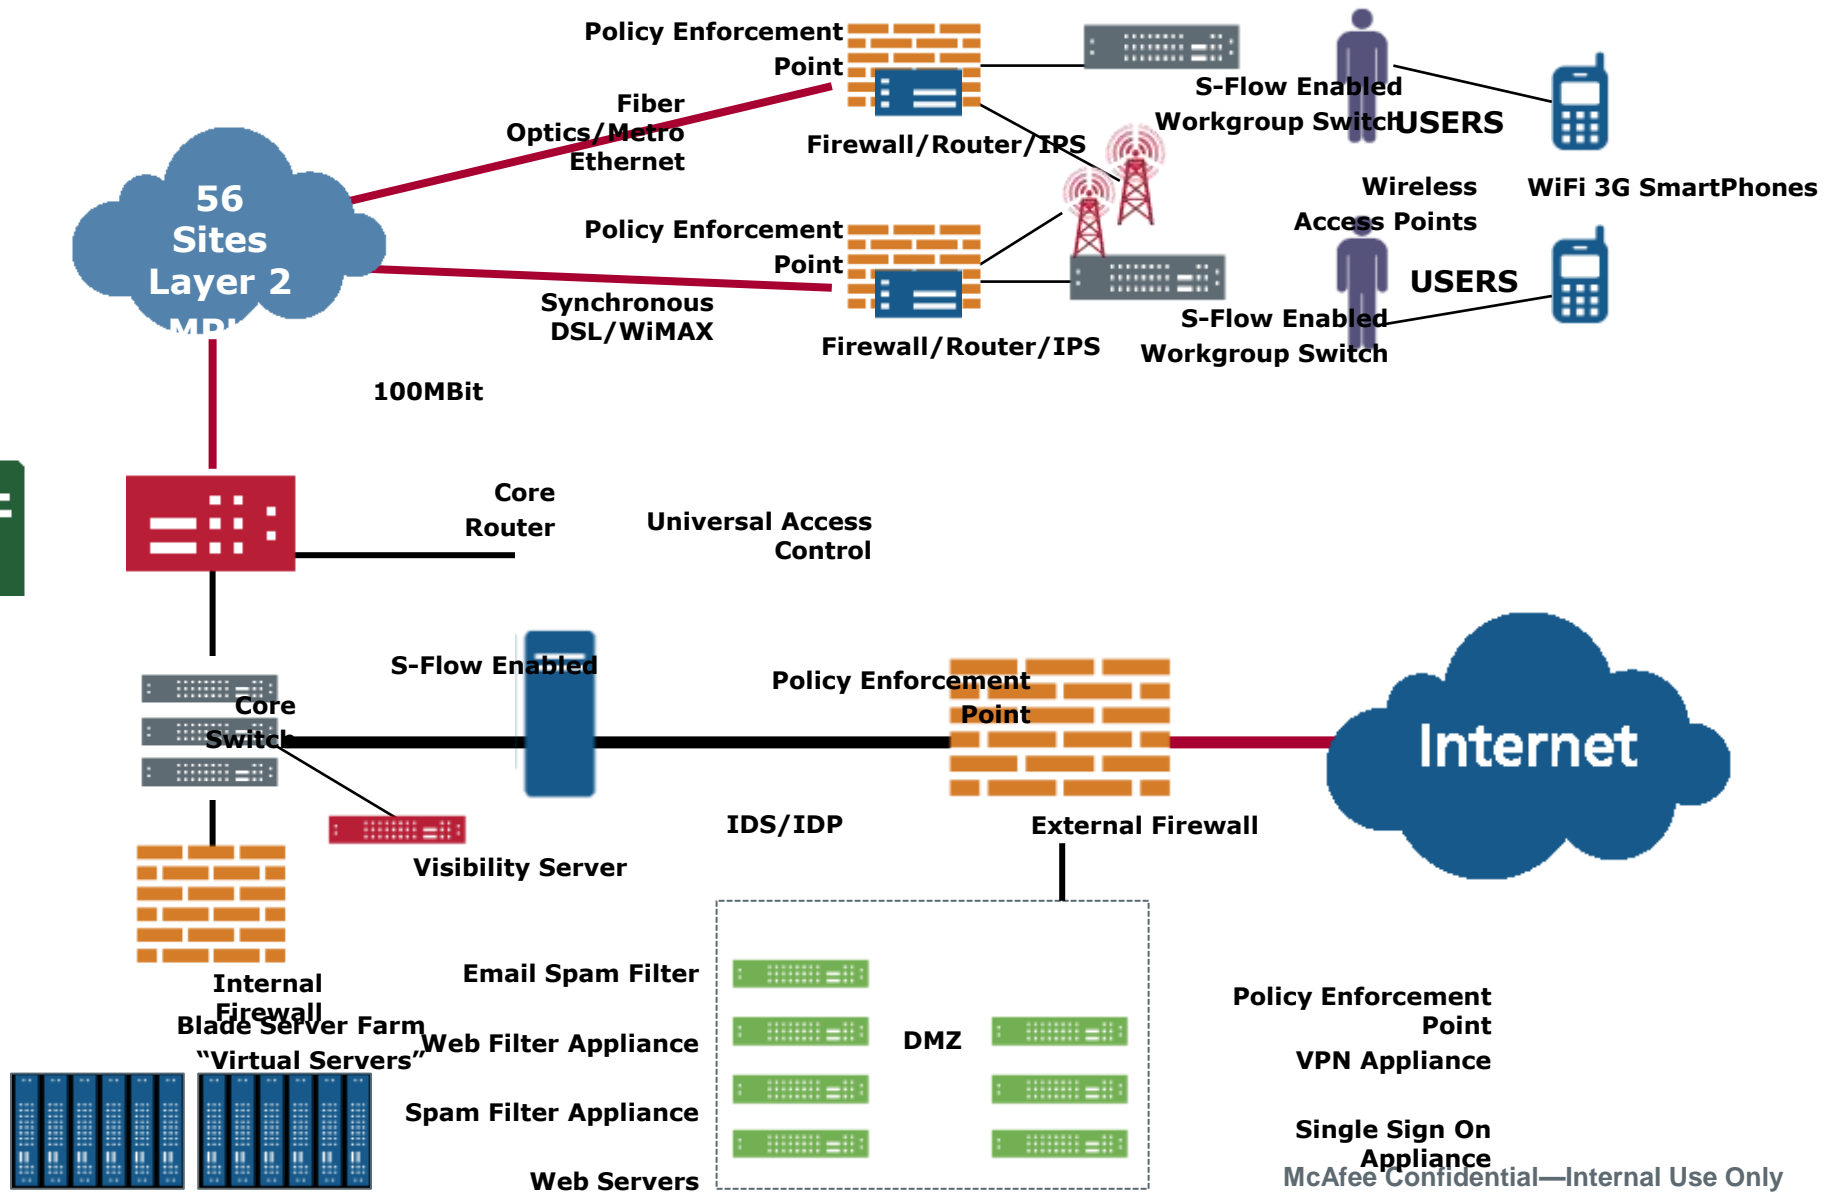 Policy Enforcement
Point
Fiber
Optics/Metro
Ethernet
Firewall/Router/IPS
S-Flow Enabled
Workgroup Switch
USERS
Wireless
Access Points
WiFi 3G SmartPhones
56
Sites
Layer 2
Policy Enforcement
Point
Synchronous
DSL/WiMAX
Firewall/Router/IPS
USERS
S-Flow Enabled
Workgroup Switch
100MBit
Core
Router
Universal Access
Control
S-Flow Enabled
Core
Switch
Policy Enforcement
Point
Internet
IDS/IDP
External Firewall
Visibility Server
Internal
Firewall
Blade Server Farm
“Virtual Servers”
Email Spam Filter
Web Filter Appliance
Spam Filter Appliance
Web Servers
DMZ
Policy Enforcement
Point
VPN Appliance
Single Sign On
Appliance
McAfee Confidential—Internal Use Only